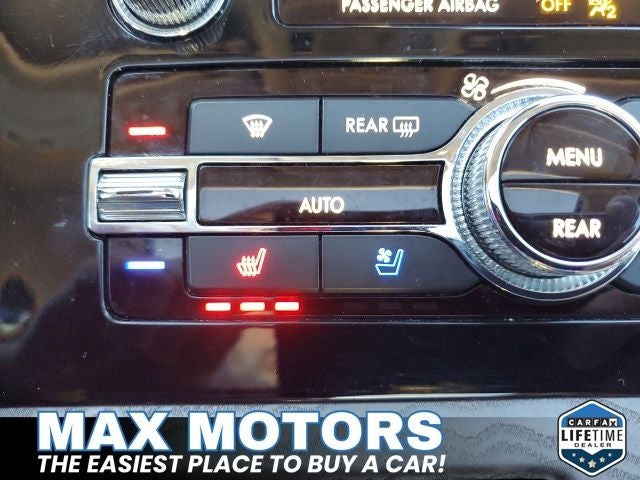 PASSENGER AIRBAG OFF
REAR
MENU
AUTO
REAR
MAX MOTORS
THE EASIEST PLACE TO BUY A CAR!
CARFAX
LIFETIME
DEALER